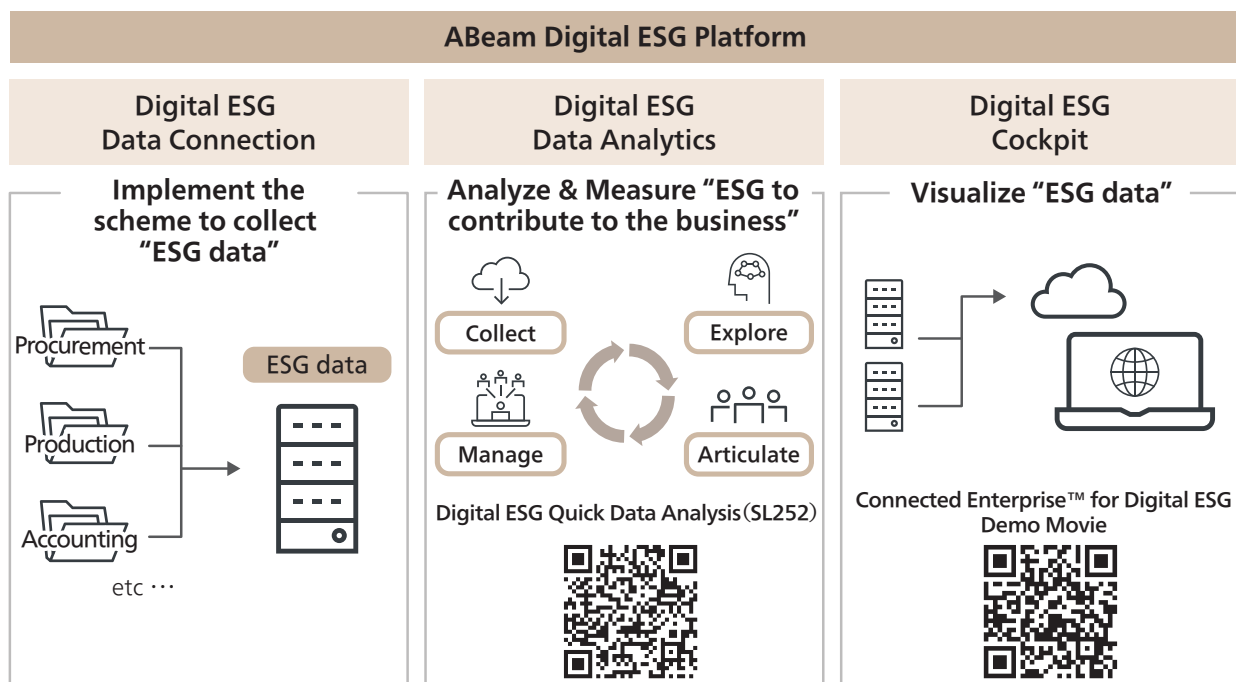 ABeam Digital ESG Platform
Digital ESG
Data Connection
Implement the
scheme to collect
“ESG data”
Procurement
Production
Accounting
etc ⋯
ESG data
Digital ESG
Data Analytics
Analyze & Measure “ESG to
contribute to the business”
Collect
Explore
Manage
Articulate
Digital ESG Quick Data Analysis（SL252）
Digital ESG
Cockpit
Visualize “ESG data”
Connected Enterprise™ for Digital ESG
Demo Movie